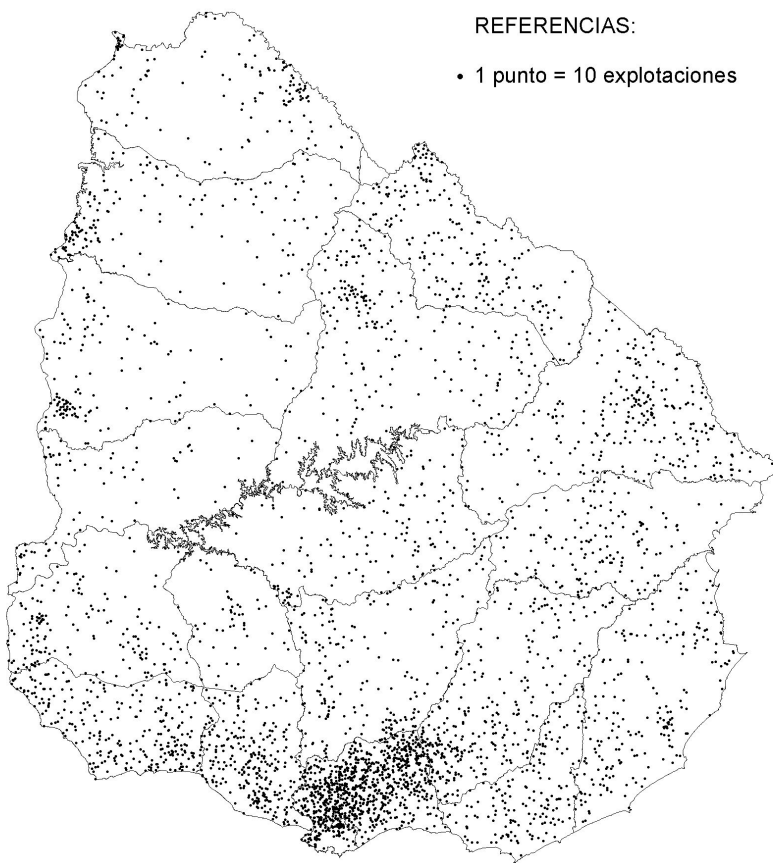 REFERENCIAS:
• 1 punto = 10 explotaciones